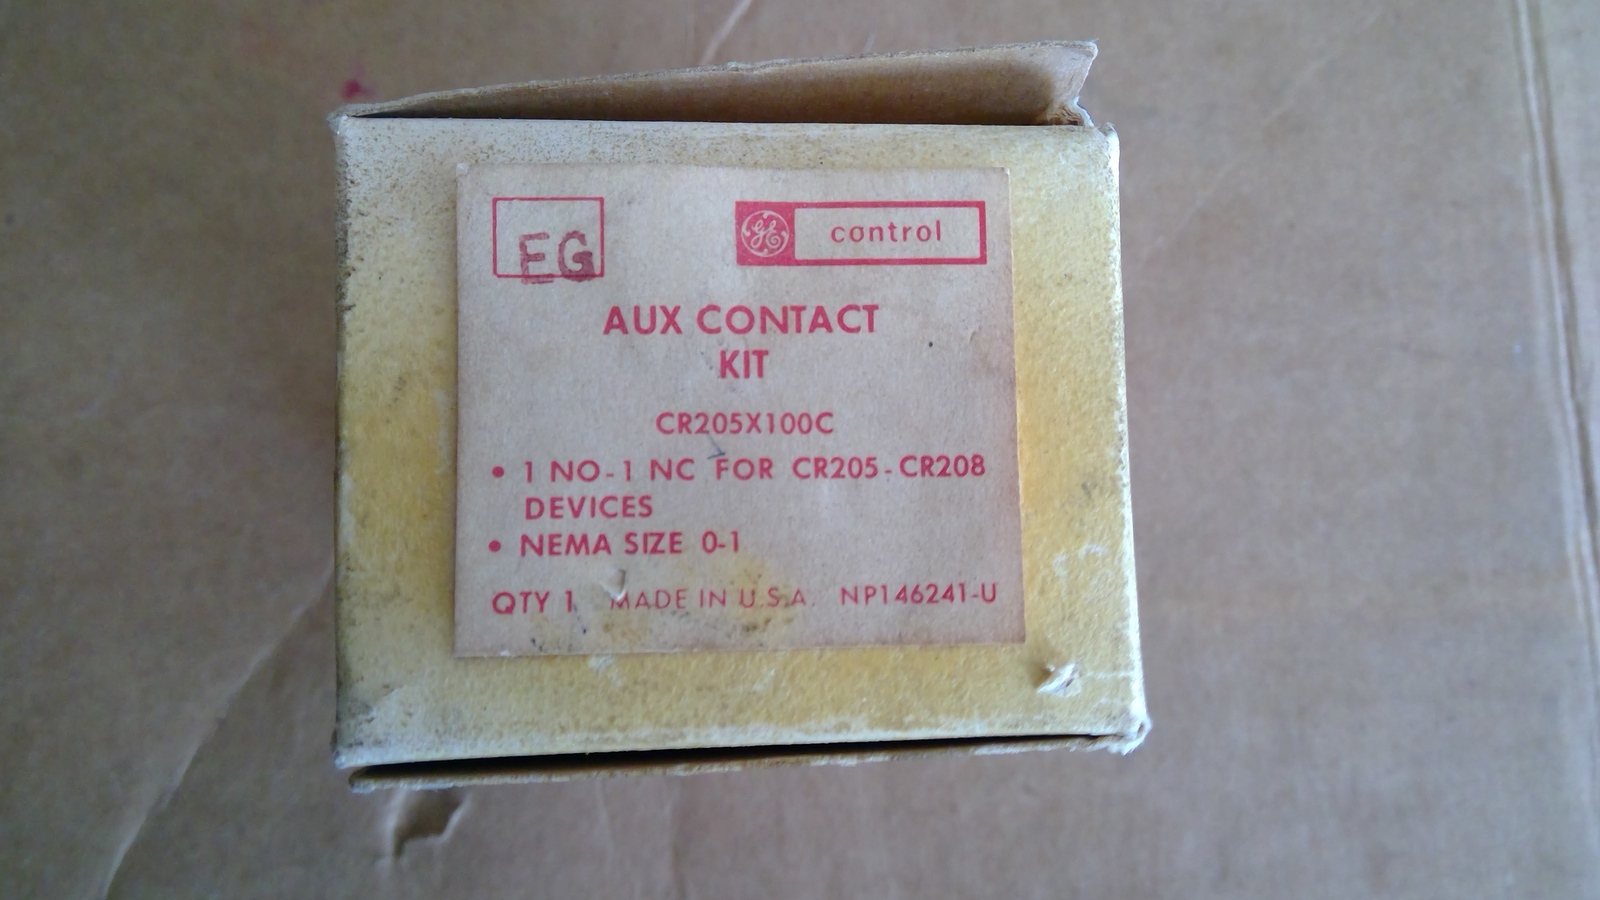 EG
GE control
AUX CONTACT
KIT
CR205X100C
• 1 NO-1 NC FOR CR205-CR208
DEVICES
• NEMA SIZE 0-1
QTY 1 MADE IN U.S.A. NP146241-U